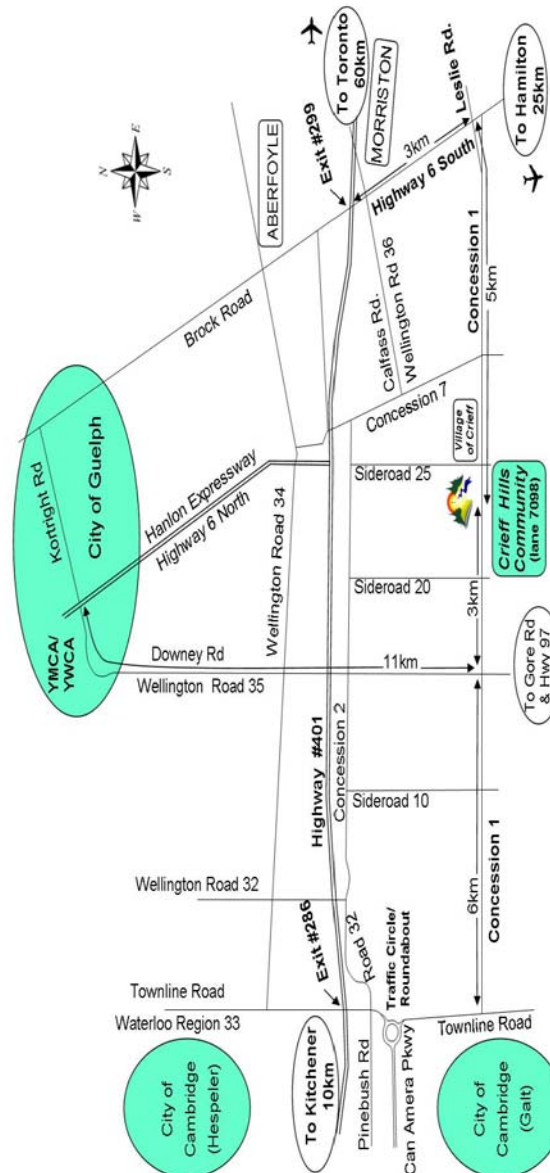 N
E
S
W
City of Guelph
Kortright Rd
YMCA/
YWCA
Hanlon Expressway
Highway 6 North
Brock Road
ABERFOYLE
Exit #299
To Toronto
60km
MORRISTON
3km
Highway 6 South
Leslie Rd.
To Hamilton
25km
Calfass Rd.
Wellington Rd 36
Concession 7
Concession 1
5km
Village
of Crieff
Sideroad 25
Crieff Hills
Community
(lane 7098)
Sideroad 20
3km
Wellington Road 34
Downey Rd
11km
Wellington Road 35
To Gore Rd
& Hwy 97
Highway #401
Concession 2
Sideroad 10
6km
Concession 1
Wellington Road 32
Exit #286
Road 32
Traffic Circle/
Roundabout
Townline Road
Waterloo Region 33
Townline Road
To Kitchener
10km
Pinebush Rd
Can Amera Pkwy
City of
Cambridge
(Hespeler)
City of
Cambridge
(Galt)